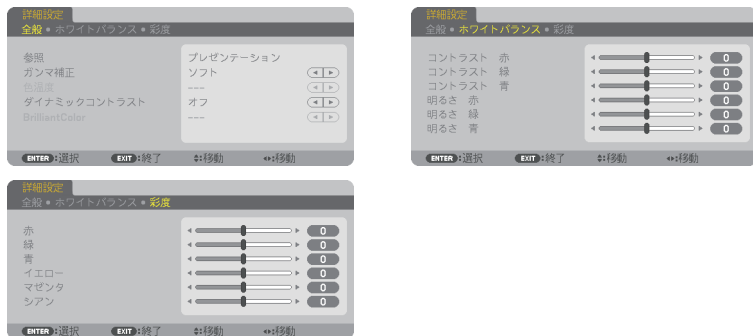 詳細設定
全般 • ホワイトバランス • 彩度
参照 プレゼンテーション
ガンマ補正 ソフト
色温度 ---
ダイナミックコントラスト オフ
BrilliantColor ---
ENTER :選択 EXIT :終了 :移動 :移動
詳細設定
全般 • ホワイトバランス • 彩度
コントラスト 赤 0
コントラスト 緑 0
コントラスト 青 0
明るさ 赤 0
明るさ 緑 0
明るさ 青 0
ENTER :選択 EXIT :終了 :移動 :移動
詳細設定
全般 • ホワイトバランス • 彩度
赤 0
緑 0
青 0
イエロー 0
マゼンタ 0
シアン 0
ENTER :選択 EXIT :終了 :移動 :移動